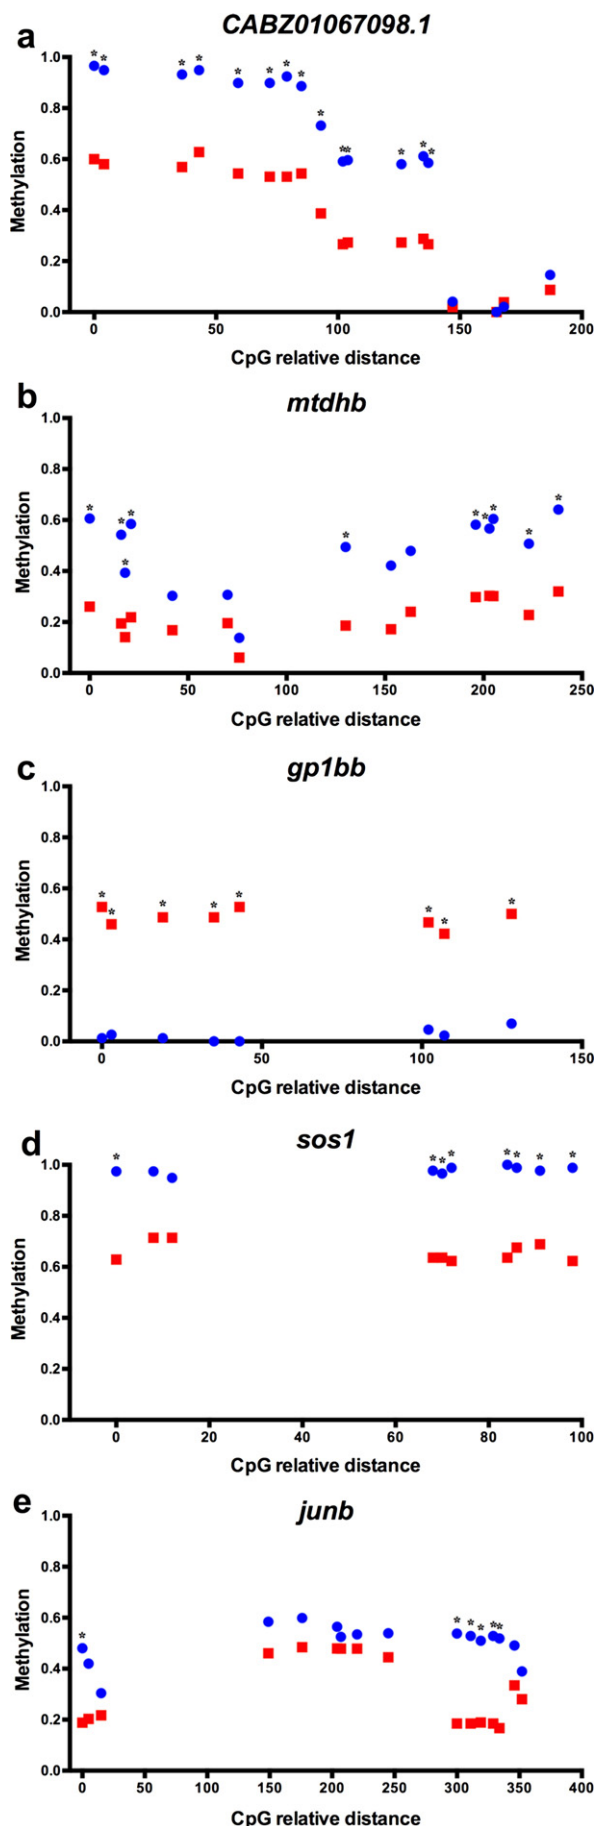 a CABZ01067098.1
1.0
0.8
0.6
0.4
0.2
0.0
Methylation
0 50 100 150 200
CpG relative distance
b mtdhb
1.0
0.8
0.6
0.4
0.2
0.0
Methylation
0 50 100 150 200 250
CpG relative distance
c gp1bb
1.0
0.8
0.6
0.4
0.2
0.0
Methylation
0 50 100 150
CpG relative distance
d sos1
1.0
0.8
0.6
0.4
0.2
0.0
Methylation
0 20 40 60 80 100
CpG relative distance
e junb
1.0
0.8
0.6
0.4
0.2
0.0
Methylation
0 50 100 150 200 250 300 350 400
CpG relative distance